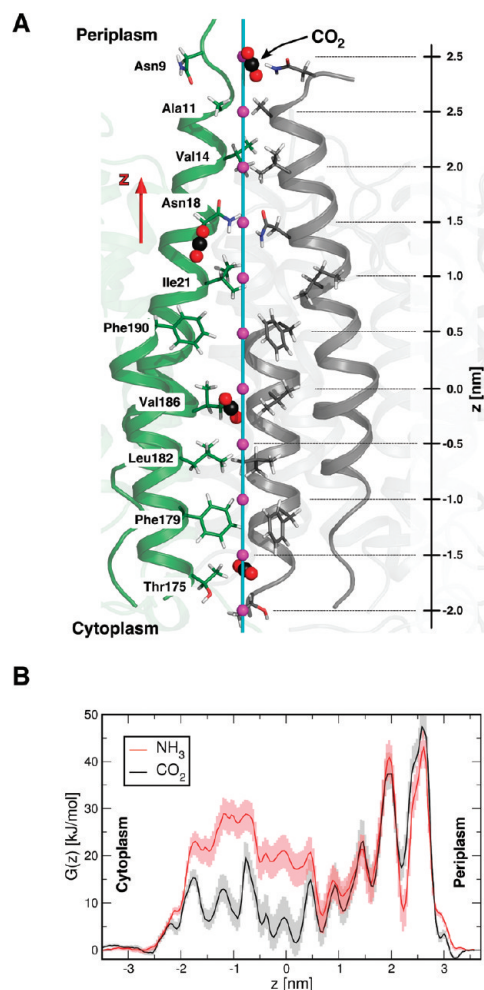 A
Periplasm
CO2
Asn9
Ala11
Val14
z
Asn18
Ile21
Phe190
Val186
Leu182
Phe179
Thr175
Cytoplasm
2.5
2.5
2.0
1.5
1.0
0.5
0.0
-0.5
-1.0
-1.5
-2.0
z [nm]
B
50
40
30
20
10
0
G(z) [kJ/mol]
NH3
CO2
Cytoplasm
Periplasm
-3 -2 -1 0 1 2 3
z [nm]